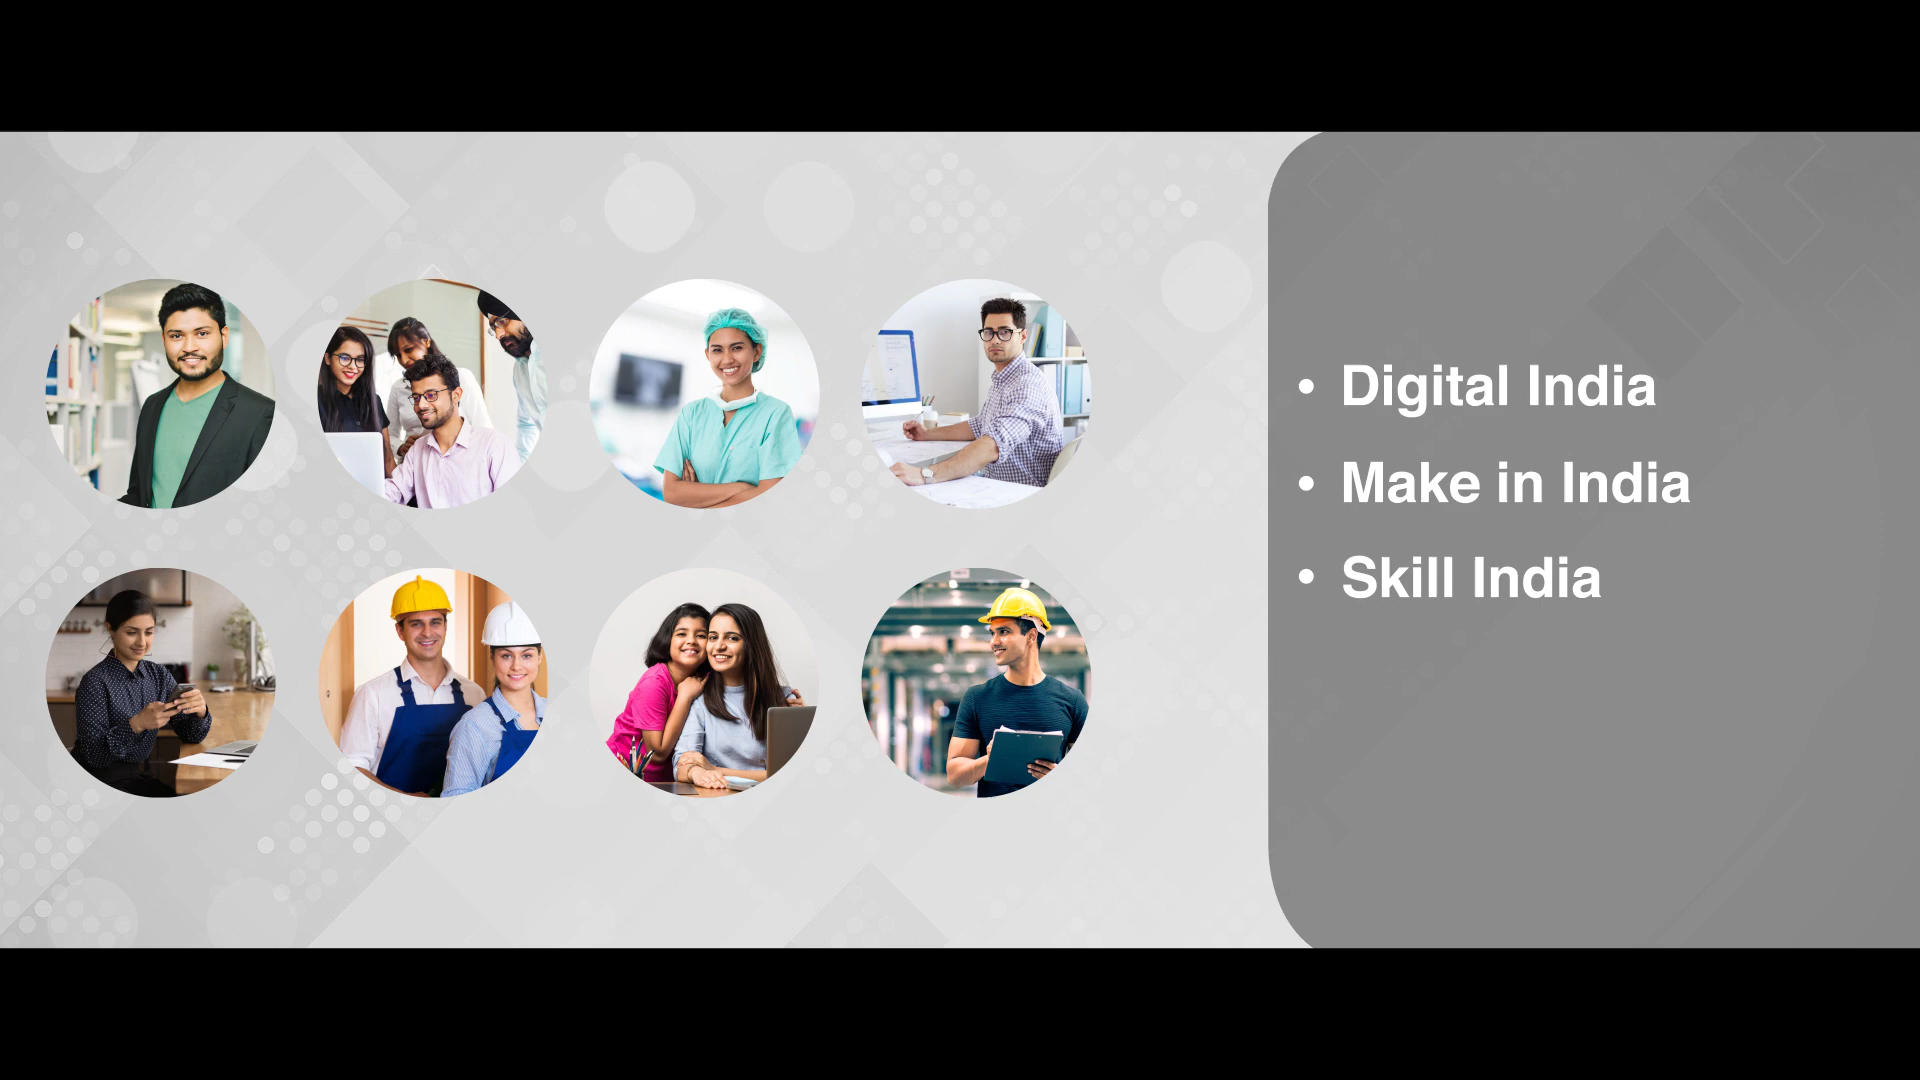 • Digital India
• Make in India
• Skill India